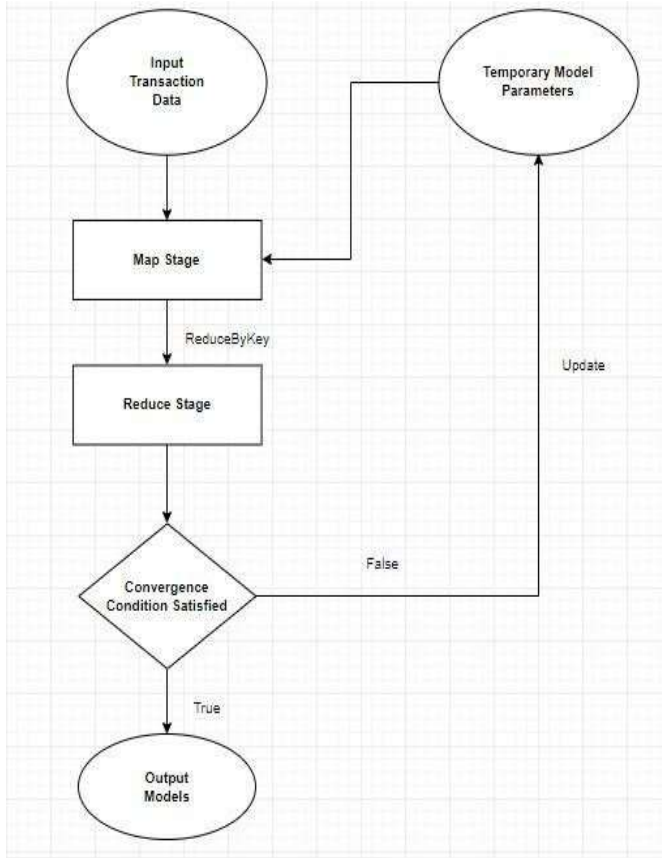 Input
Transaction
Data
Temporary Model
Parameters
Map Stage
ReduceByKey
Reduce Stage
Update
False
Convergence
Condition Satisfied
True
Output
Models